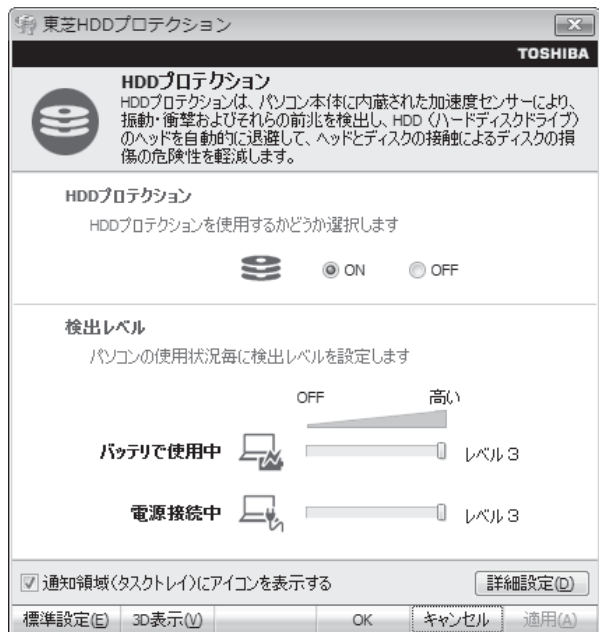 東芝HDDプロテクション
TOSHIBA
HDDプロテクション
HDDプロテクションは、パソコン本体に内蔵された加速度センサーにより、
振動・衝撃およびそれらの前兆を検出し、HDD（ハードディスクドライブ）
のヘッドを自動的に退避して、ヘッドとディスクの接触によるディスクの損
傷の危険性を軽減します。
HDDプロテクション
HDDプロテクションを使用するかどうか選択します
ON OFF
検出レベル
パソコンの使用状況毎に検出レベルを設定します
OFF 高い
バッテリで使用中 レベル 3
電源接続中 レベル 3
通知領域(タスクトレイ)にアイコンを表示する 詳細設定(D)
標準設定(E) 3D表示(V) OK キャンセル 適用(A)